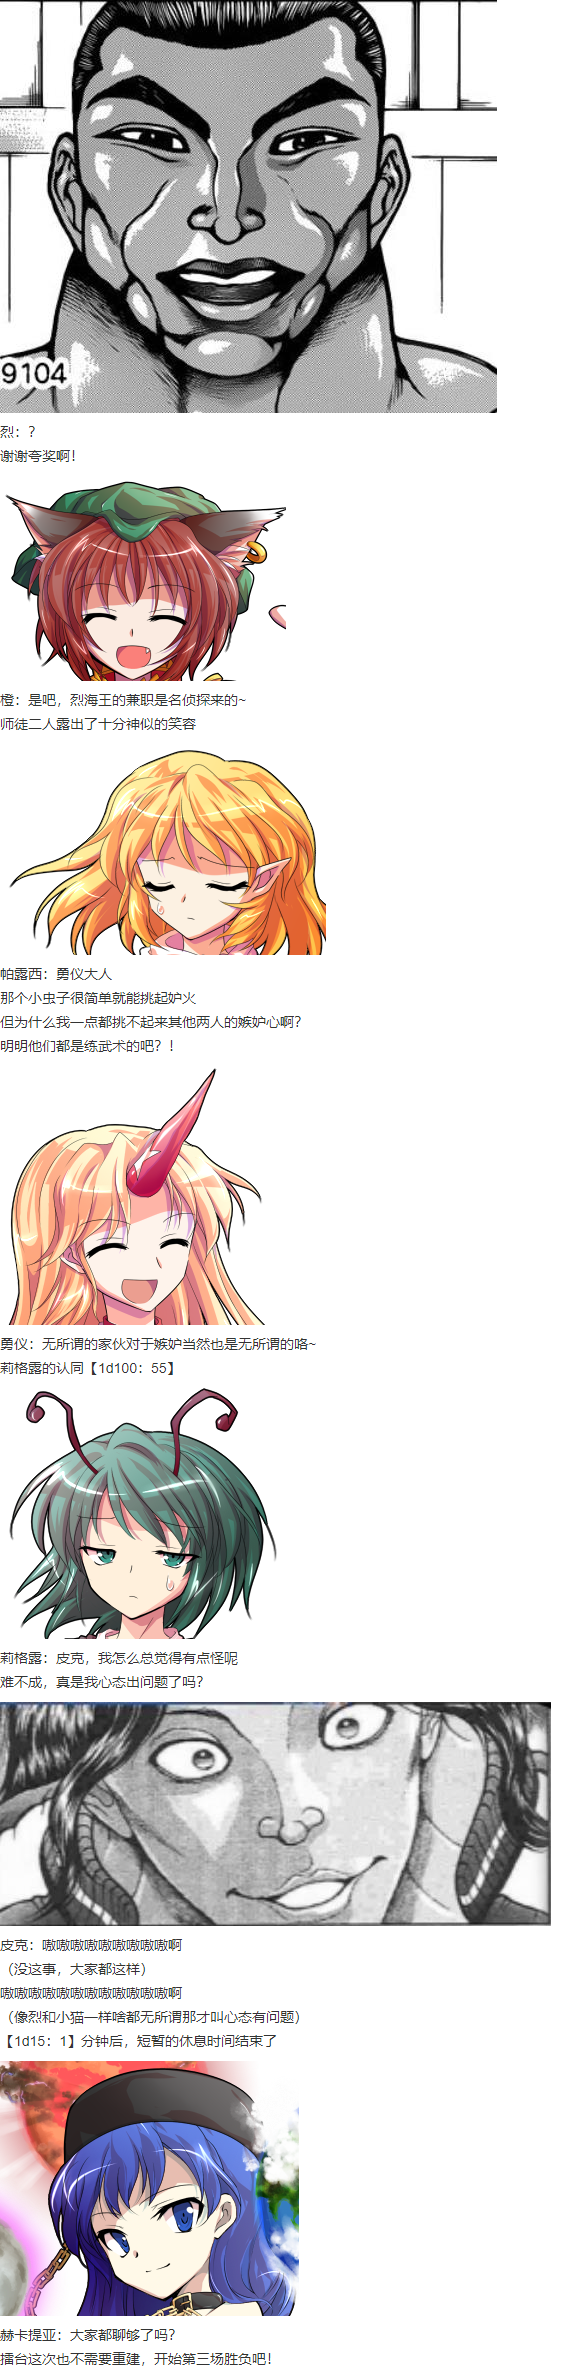 9104
烈：？
谢谢夸奖啊！
橙：是吧，烈海王的兼职是名侦探来的~
师徒二人露出了十分神似的笑容
帕露西：勇仪大人
那个小虫子很简单就能挑起妒火
但为什么我一点都挑不起来其他两人的嫉妒心啊？
明明他们都是练武术的吧？！
勇仪：无所谓的家伙对于嫉妒当然也是无所谓的咯~
莉格露的认同【1d100：55】
莉格露：皮克，我怎么总觉得有点怪呢
难不成，真是我心态出问题了吗？
皮克：嗷嗷嗷嗷嗷嗷嗷嗷嗷啊
（没这事，大家都这样）
嗷嗷嗷嗷嗷嗷嗷嗷嗷嗷嗷嗷啊
（像烈和小猫一样啥都无所谓那才叫心态有问题）
【1d15：1】分钟后，短暂的休息时间结束了
赫卡提亚：大家都聊够了吗？
擂台这次也不需要重建，开始第三场胜负吧！